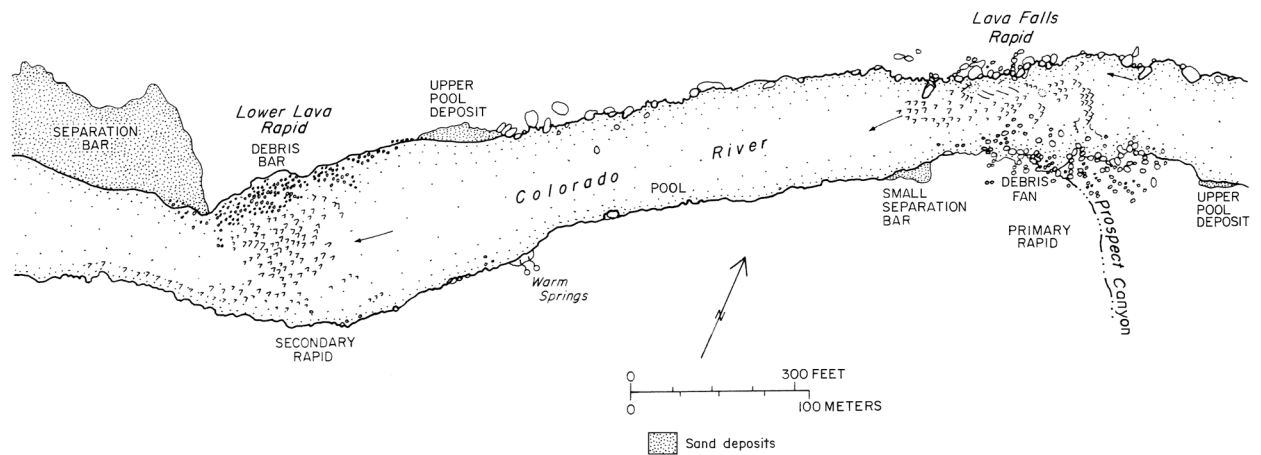 Lava Falls
Rapid
UPPER
POOL
DEPOSIT
Lower Lava
Rapid
DEBRIS
BAR
SEPARATION
BAR
River
Colorado
POOL
SMALL
SEPARATION
BAR
DEBRIS
FAN
PRIMARY
RAPID
UPPER
POOL
DEPOSIT
Prospect Canyon
Warm
Springs
SECONDARY
RAPID
N
0 300 FEET
0 100 METERS
Sand deposits